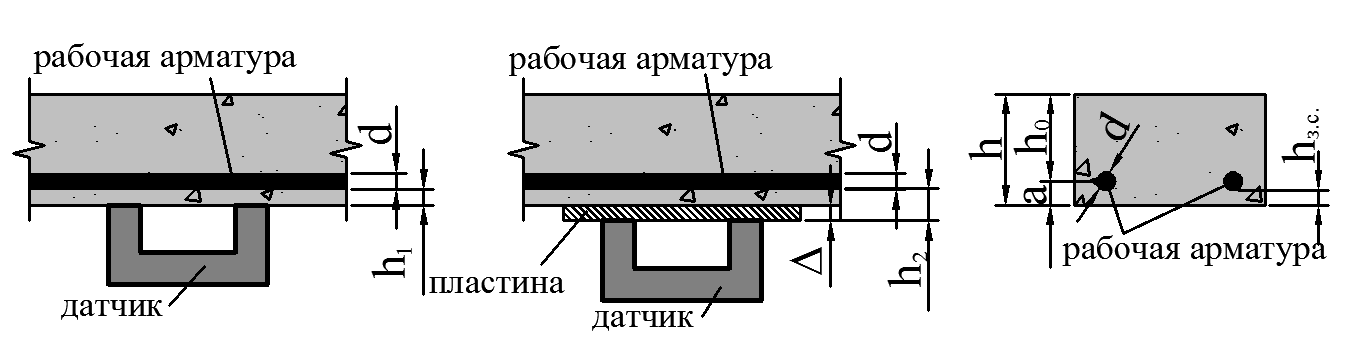 рабочая арматура
d
h1
датчик
рабочая арматура
d
пластина
Δ
h2
датчик
h
h0
d
a
hз.с.
рабочая арматура